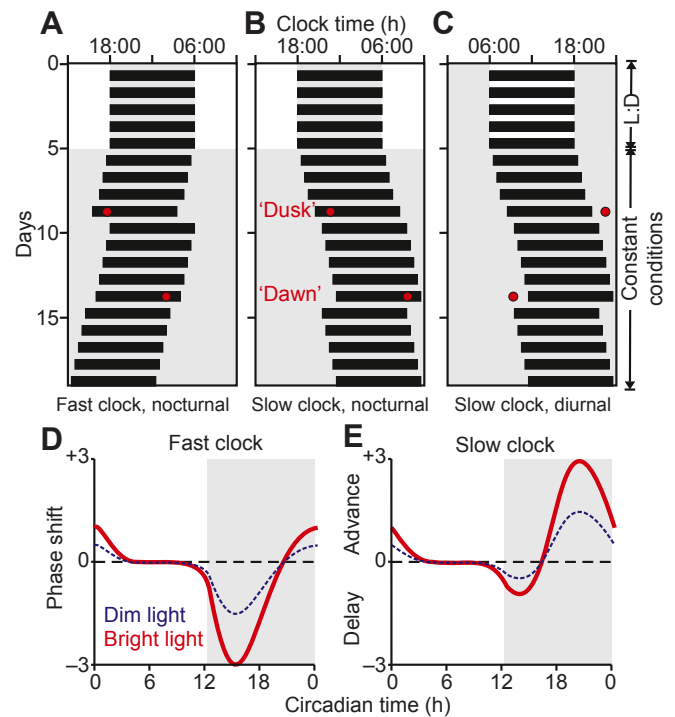 A B Clock time (h) C
18:00 06:00 18:00 06:00 06:00 18:00
0
5
10
15
Days
'Dusk'
'Dawn'
L:D
Constant
conditions
Fast clock, nocturnal Slow clock, nocturnal Slow clock, diurnal
D Fast clock E Slow clock
+3 +3
0 0
–3 –3
Phase shift
Advance
Delay
Dim light
Bright light
0 6 12 18 0 0 6 12 18 0
Circadian time (h)